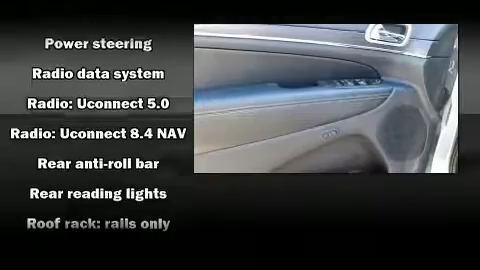 Power steering
Radio data system
Radio: Uconnect 5.0
Radio: Uconnect 8.4 NAV
Rear anti-roll bar
Rear reading lights
Roof rack: rails only